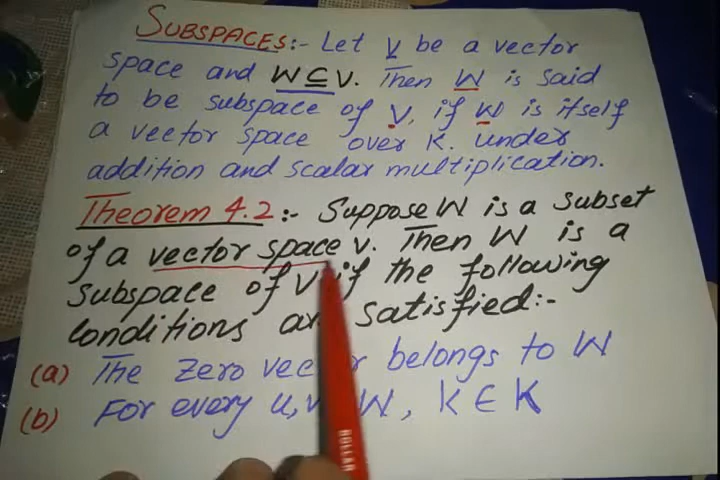 SUBSPACES:- Let V be a vector
space and W ⊆ V. Then W is said
to be subspace of V, if W is itself
a vector space over K. under
addition and scalar multiplication.
Theorem 4.2:- Suppose W is a subset
of a vector space V. Then W is a
subspace of V if the following
conditions are satisfied:-
(a) The zero vector belongs to W
(b) For every u, v W, k ∈ K